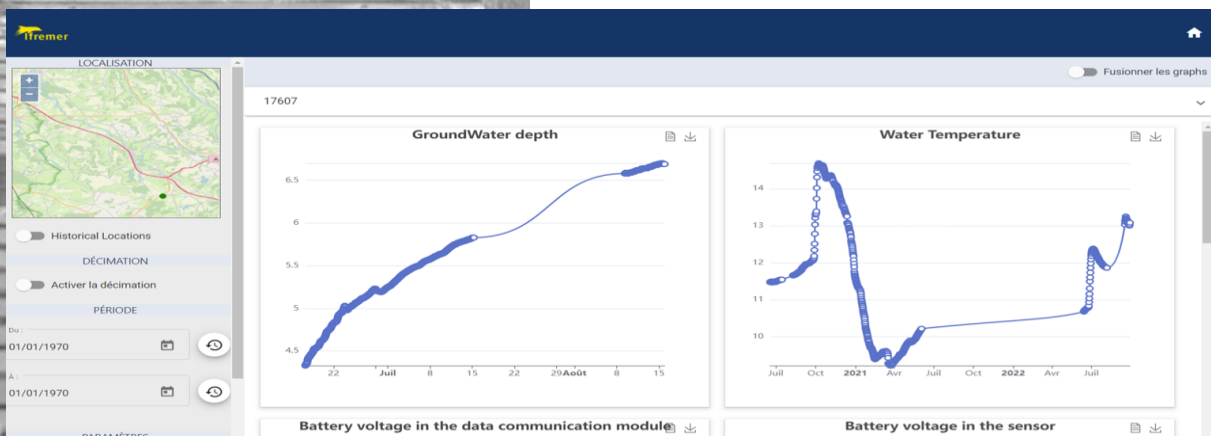 ifremer
LOCALISATION
+
−
Historical Locations
DÉCIMATION
Activer la décimation
PÉRIODE
Du :
01/01/1970
À :
01/01/1970
PARAMÈTRES
Fusionner les graphs
17607
GroundWater depth
6.5
6
5.5
5
4.5
22 Juil 8 15 22 29 Août 8 15
Water Temperature
14
13
12
11
10
Juil Oct 2021 Avr Juil Oct 2022 Avr Juil
Battery voltage in the data communication module
Battery voltage in the sensor